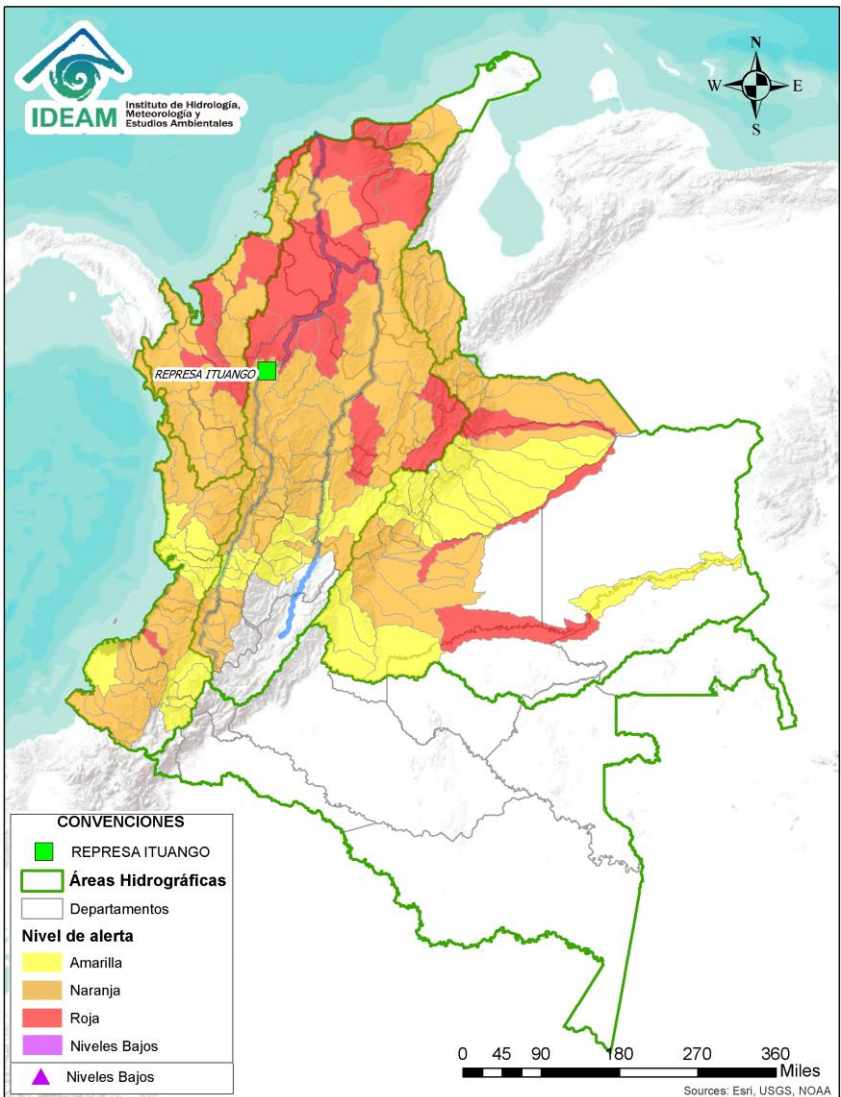 IDEAM
Instituto de Hidrología,
Meteorología y
Estudios Ambientales
N
W
E
S
REPRESA ITUANGO
CONVENCIONES
REPRESA ITUANGO
Áreas Hidrográficas
Departamentos
Nivel de alerta
Amarilla
Naranja
Roja
Niveles Bajos
Niveles Bajos
0 45 90 180 270 360
Miles
Sources: Esri, USGS, NOAA